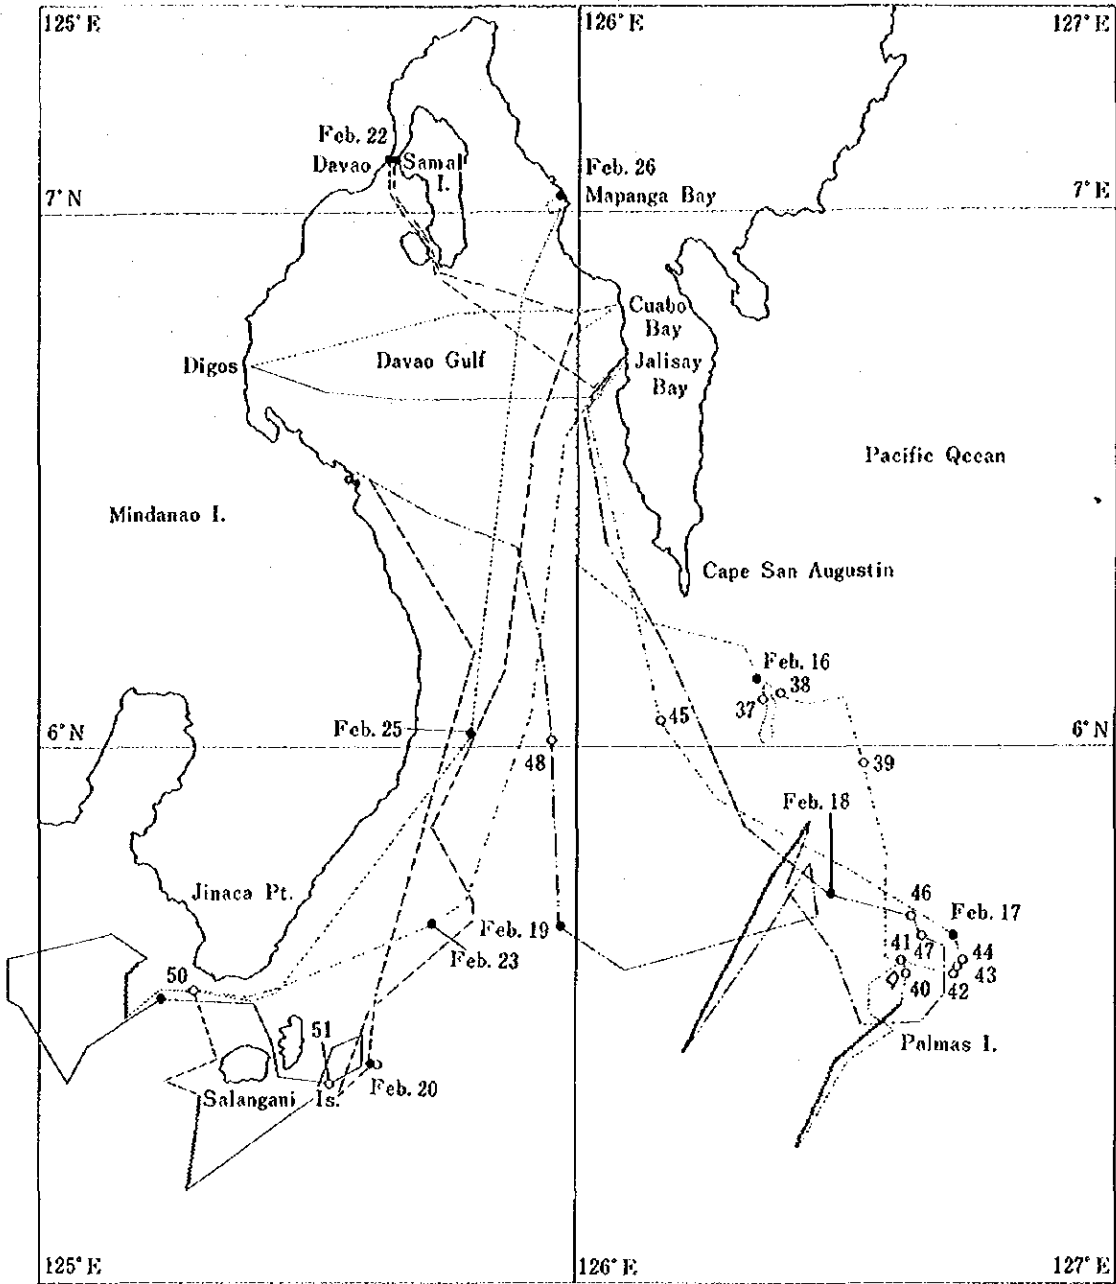 125° E
126° E
127° E
Feb. 22
Davao
Samal
I.
Feb. 26
Mapanga Bay
7° N
7° E
Cuabo
Bay
Digos
Davao Gulf
Jalisay
Bay
Pacific Qcean
Mindanao I.
Cape San Augustin
Feb. 16
37
38
45
Feb. 25
6° N
6° N
48
39
Feb. 18
Jinaca Pt.
46
Feb. 17
Feb. 19
41
47
44
Feb. 23
43
50
40
42
51
Palmas I.
Feb. 20
Salangani Is.
125° E
126° E
127° E